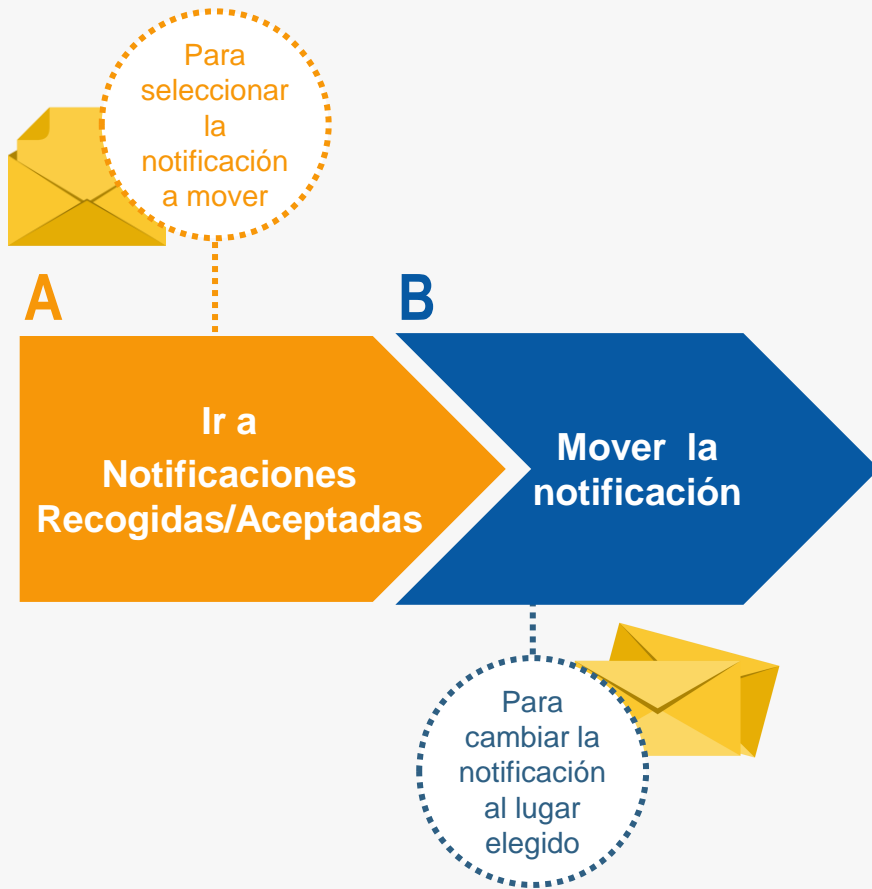 Para
seleccionar
la
notificación
a mover
A
Ir a
Notificaciones
Recogidas/Aceptadas
B
Mover la
notificación
Para
cambiar la
notificación
al lugar
elegido